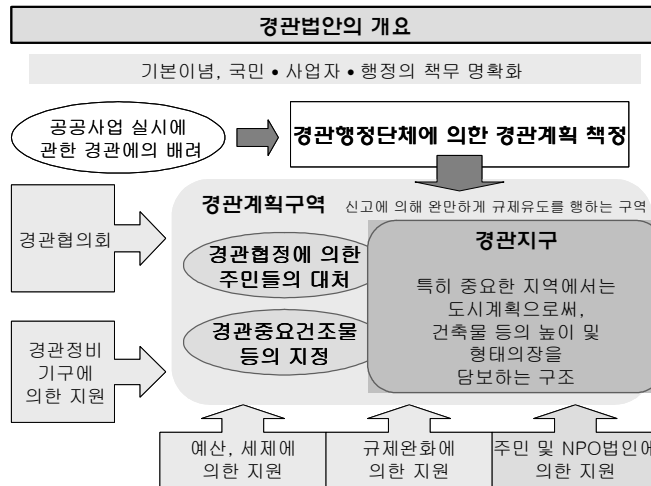 경관법안의 개요
기본이념, 국민 • 사업자 • 행정의 책무 명확화
공공사업 실시에
관한 경관에의 배려
경관행정단체에 의한 경관계획 책정
경관계획구역
신고에 의해 완만하게 규제유도를 행하는 구역
경관협의회
경관협정에 의한
주민들의 대처
경관지구
특히 중요한 지역에서는
도시계획으로써,
건축물 등의 높이 및
형태의장을
담보하는 구조
경관중요건조물
등의 지정
경관정비
기구에
의한 지원
예산, 세제에
의한 지원
규제완화에
의한 지원
주민 및 NPO법인에
의한 지원